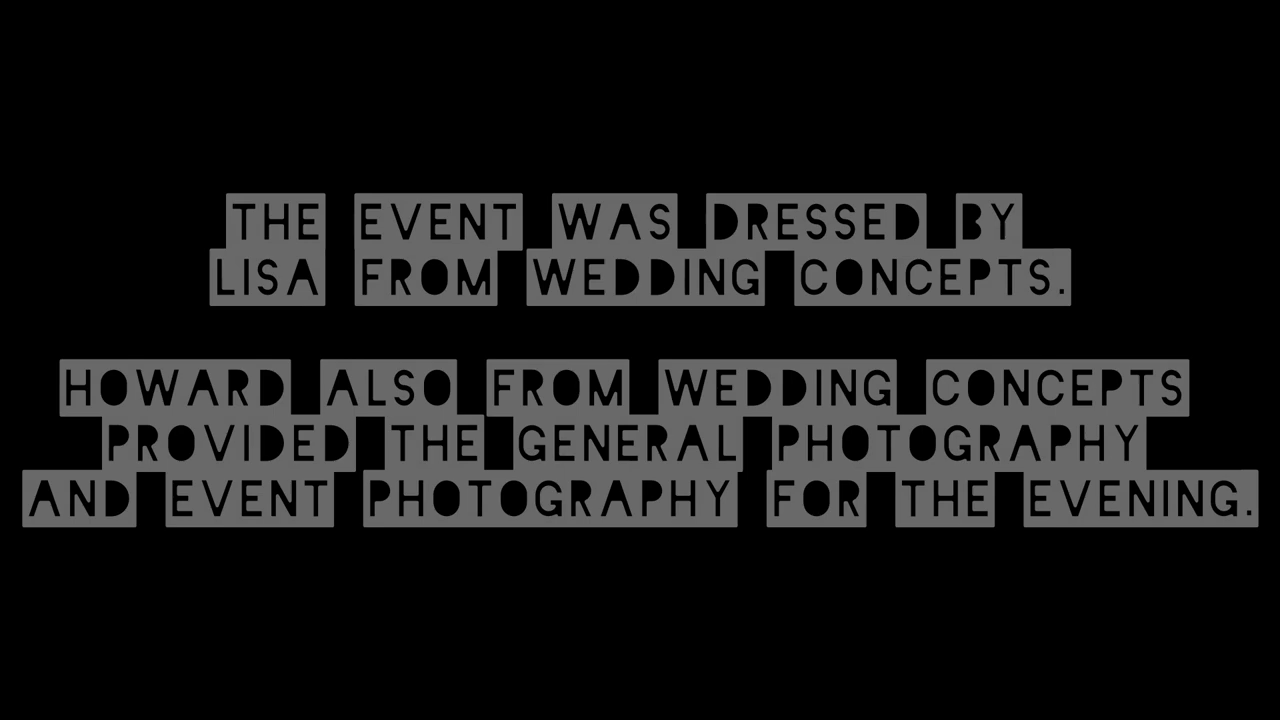 THE EVENT WAS DRESSED BY
LISA FROM WEDDING CONCEPTS.
HOWARD ALSO FROM WEDDING CONCEPTS
PROVIDED THE GENERAL PHOTOGRAPHY
AND EVENT PHOTOGRAPHY FOR THE EVENING.